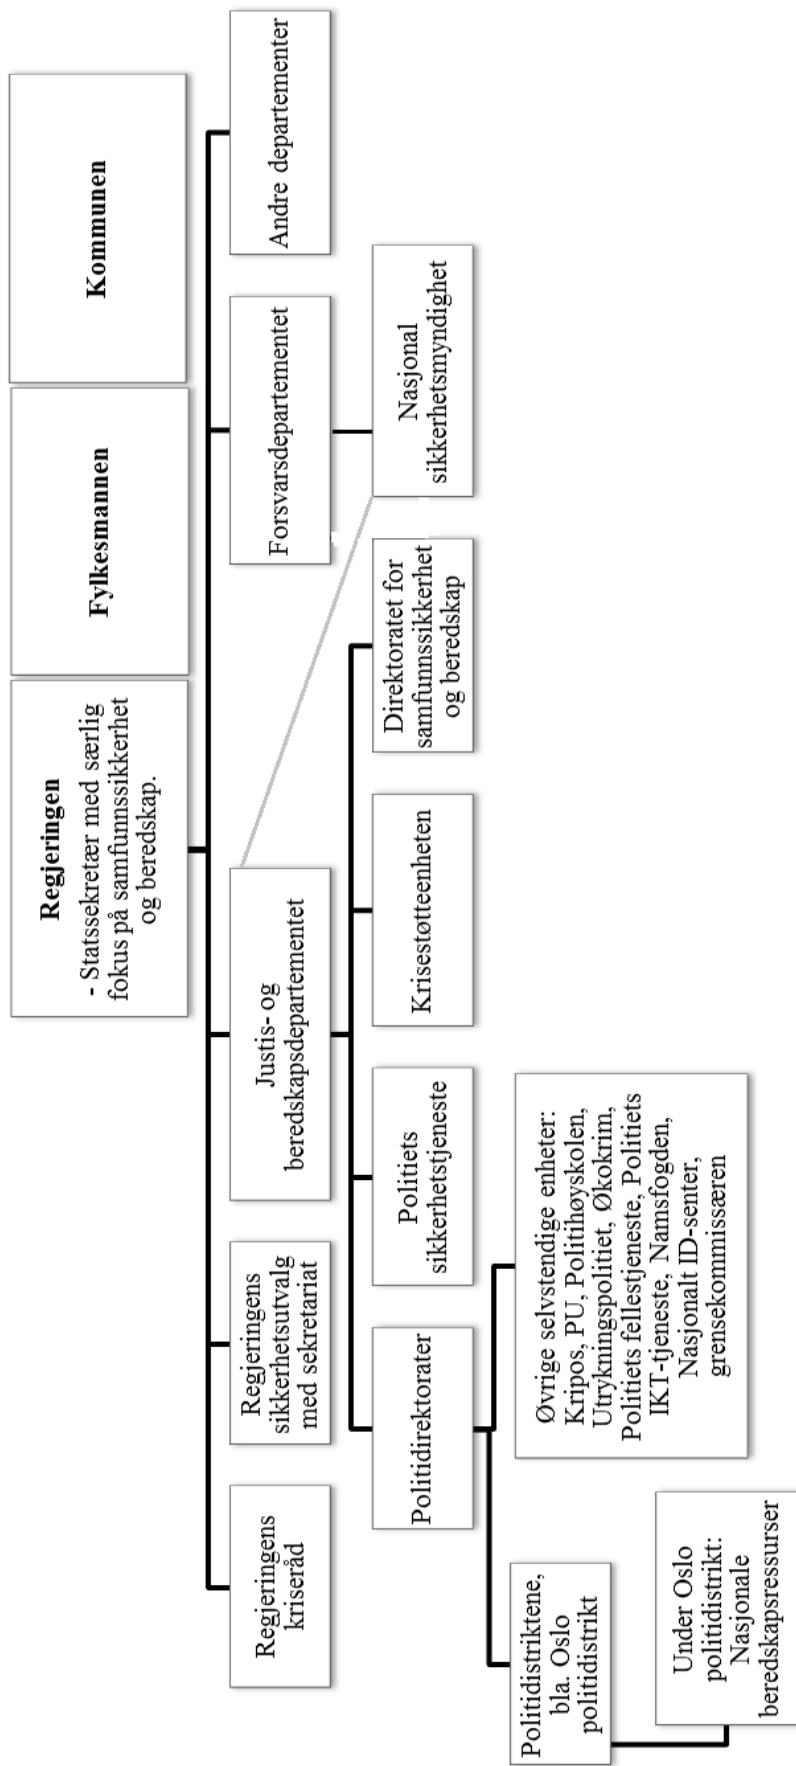 Regjeringen
- Statssekretær med særlig
fokus på samfunnssikkerhet
og beredskap.
Fylkesmannen
Kommunen
Regjeringens
kriseråd
Regjeringens
sikkerhetsutvalg
med sekretariat
Justis- og
beredskapsdepartementet
Forsvarsdepartementet
Andre departementer
Politidirektorater
Politiets
sikkerhetstjeneste
Krisestøtteenheten
Direktoratet for
samfunnssikkerhet
og beredskap
Nasjonal
sikkerhetsmyndighet
Politidistriktene,
bla. Oslo
politidistrikt
Øvrige selvstendige enheter:
Kripos, PU, Politihøyskolen,
Utrykningspolitiet, Økokrim,
Politiets fellestjeneste, Politiets
IKT-tjeneste, Namsfogden,
Nasjonalt ID-senter,
grensekommissæren
Under Oslo
politidistrikt:
Nasjonale
beredskapsressurser